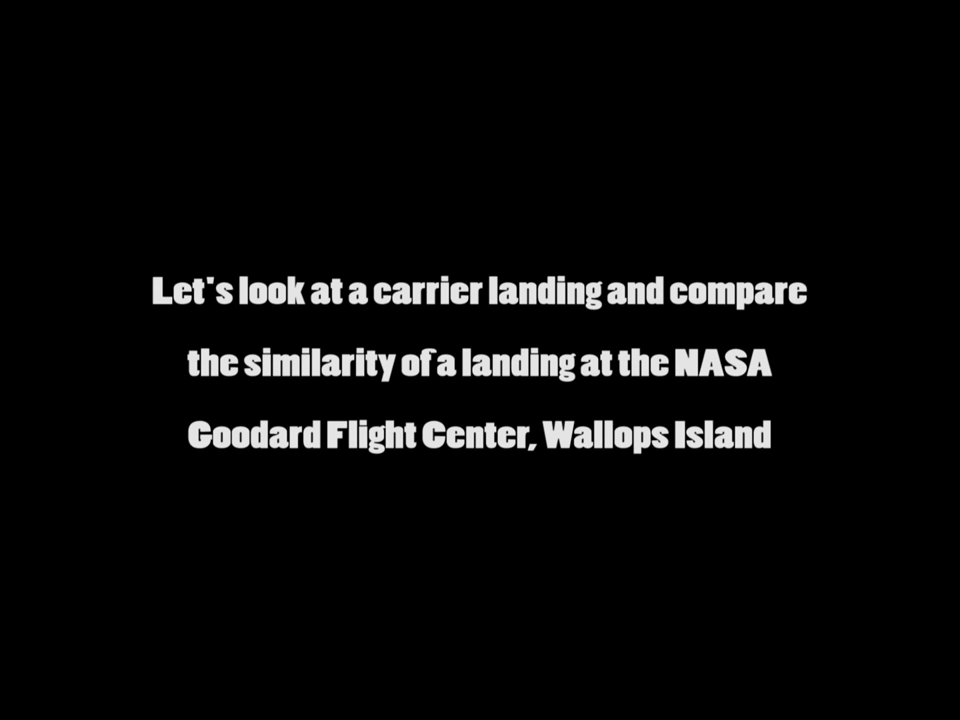 Let's look at a carrier landing and compare
the similarity of a landing at the NASA
Goodard Flight Center, Wallops Island